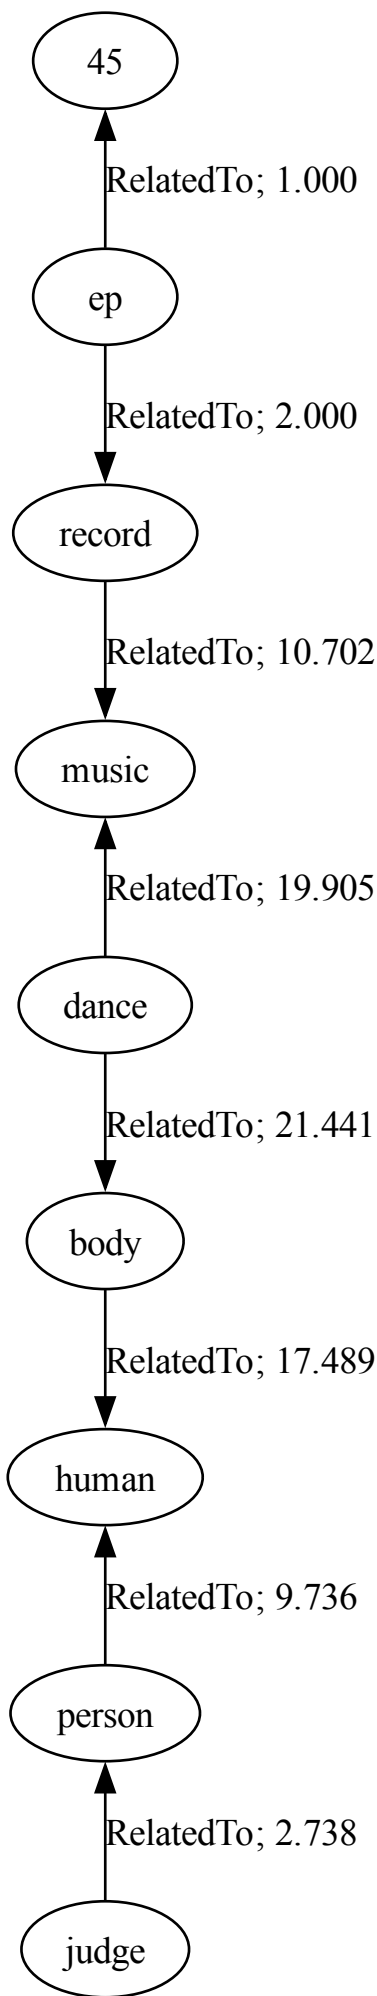 45
RelatedTo; 1.000
ep
RelatedTo; 2.000
record
RelatedTo; 10.702
music
RelatedTo; 19.905
dance
RelatedTo; 21.441
body
RelatedTo; 17.489
human
RelatedTo; 9.736
person
RelatedTo; 2.738
judge